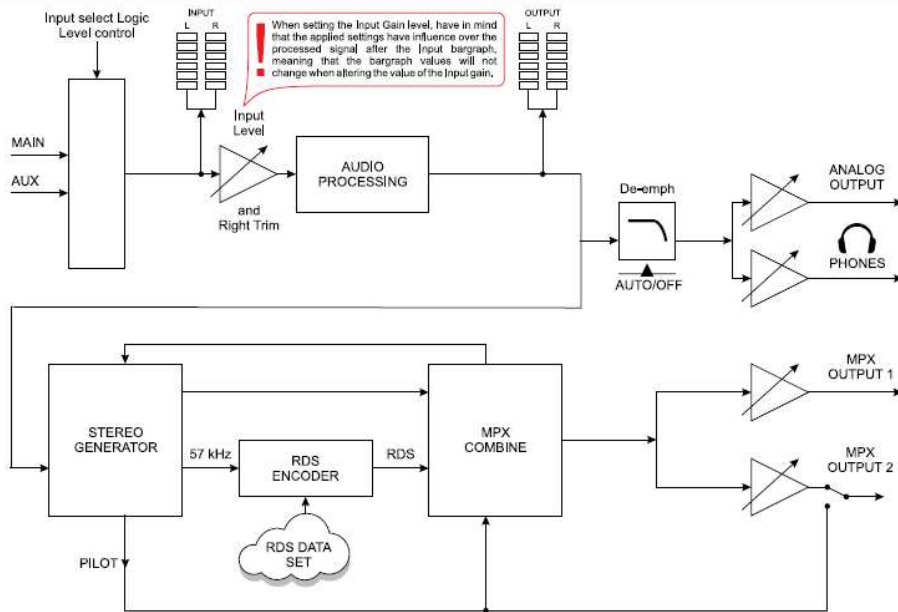 Input select Logic
Level control
INPUT
L R
! When setting the Input Gain level, have in mind
that the applied settings have influence over the
processed signal after the Input bargraph,
meaning that the bargraph values will not
change when altering the value of the Input gain.
OUTPUT
L R
MAIN
AUX
Input
Level
and
Right Trim
AUDIO
PROCESSING
De-emph
AUTO/OFF
ANALOG
OUTPUT
PHONES
STEREO
GENERATOR
57 kHz
RDS
ENCODER
RDS
MPX
COMBINE
MPX
OUTPUT 1
MPX
OUTPUT 2
RDS DATA
SET
PILOT